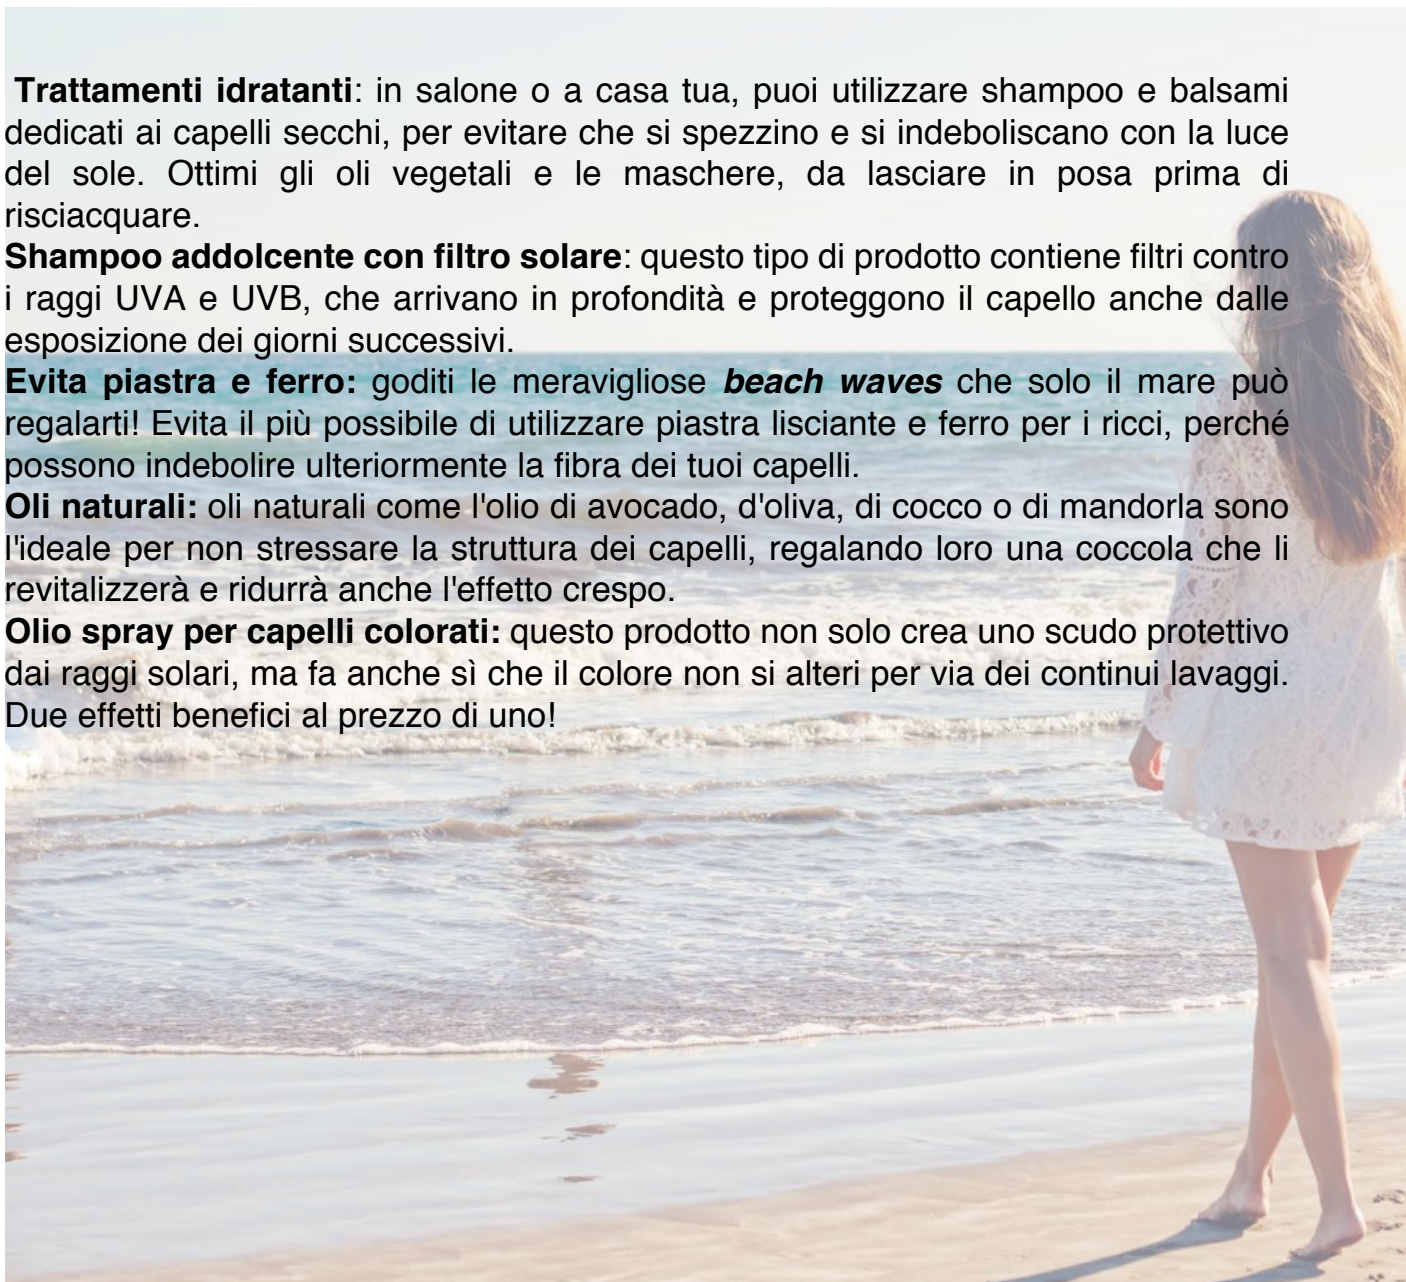 Trattamenti idratanti: in salone o a casa tua, puoi utilizzare shampoo e balsami
dedicati ai capelli secchi, per evitare che si spezzino e si indeboliscano con la luce
del sole. Ottimi gli oli vegetali e le maschere, da lasciare in posa prima di
risciacquare.
Shampoo addolcente con filtro solare: questo tipo di prodotto contiene filtri contro
i raggi UVA e UVB, che arrivano in profondità e proteggono il capello anche dalle
esposizione dei giorni successivi.
Evita piastra e ferro: goditi le meravigliose beach waves che solo il mare può
regalarti! Evita il più possibile di utilizzare piastra lisciante e ferro per i ricci, perché
possono indebolire ulteriormente la fibra dei tuoi capelli.
Oli naturali: oli naturali come l'olio di avocado, d'oliva, di cocco o di mandorla sono
l'ideale per non stressare la struttura dei capelli, regalando loro una coccola che li
revitalizzerà e ridurrà anche l'effetto crespo.
Olio spray per capelli colorati: questo prodotto non solo crea uno scudo protettivo
dai raggi solari, ma fa anche sì che il colore non si alteri per via dei continui lavaggi.
Due effetti benefici al prezzo di uno!